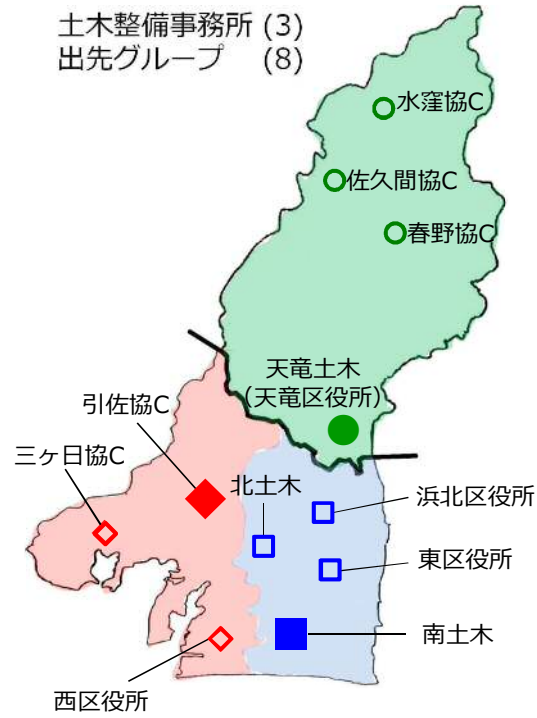 土木整備事務所 (3)
出先グループ (8)
水窪協C
佐久間協C
春野協C
天竜土木
（天竜区役所）
引佐協C
三ヶ日協C
北土木
浜北区役所
東区役所
南土木
西区役所